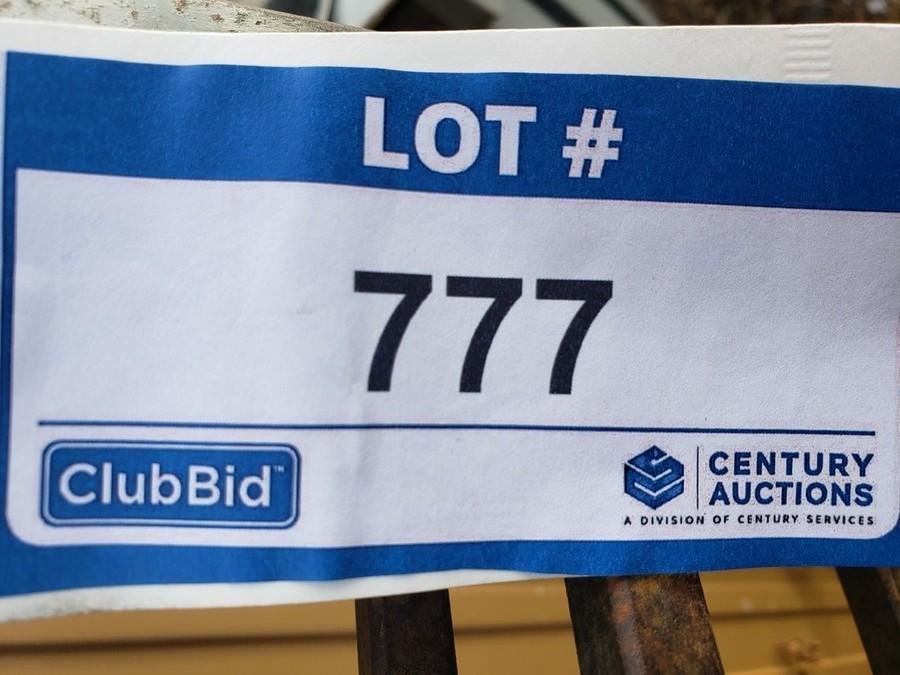 LOT #
777
ClubBid™
CENTURY
AUCTIONS
A DIVISION OF CENTURY SERVICES